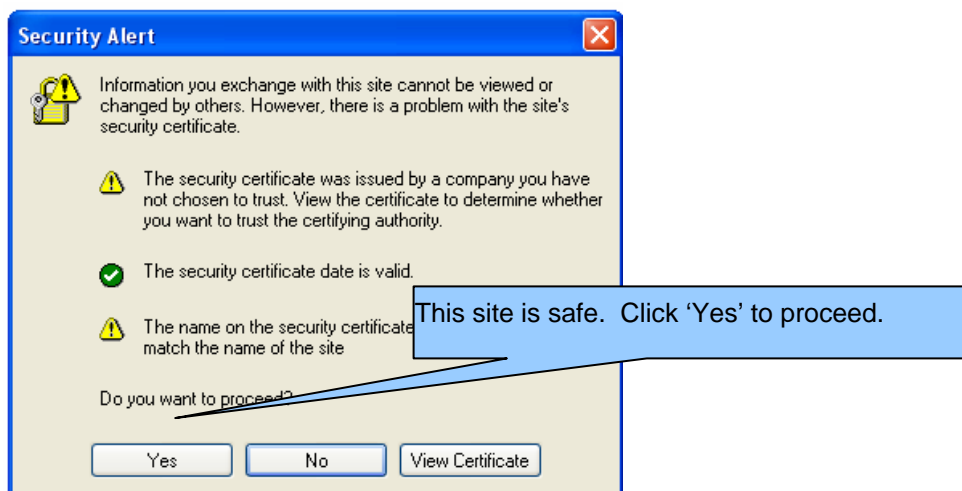 Security Alert
Information you exchange with this site cannot be viewed or
changed by others. However, there is a problem with the site's
security certificate.
The security certificate was issued by a company you have
not chosen to trust. View the certificate to determine whether
you want to trust the certifying authority.
The security certificate date is valid.
This site is safe. Click ‘Yes’ to proceed.
The name on the security certificate
match the name of the site
Do you want to proceed?
Yes
No
View Certificate